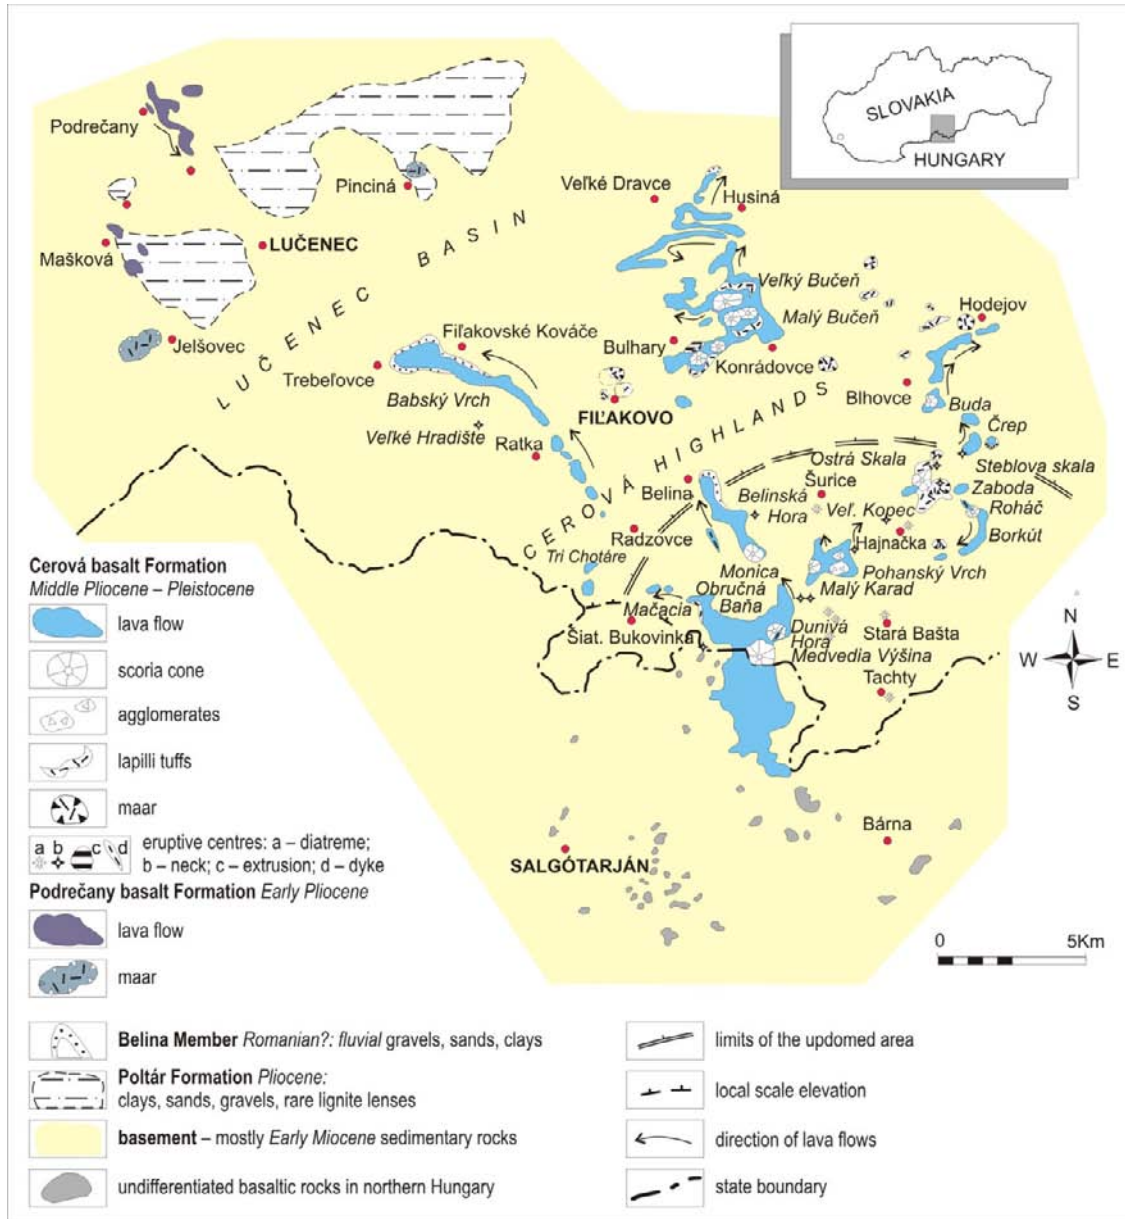 SLOVAKIA
HUNGARY
Podrečany
Pinciná
Veľké Dravce
Husiná
LUČENEC
Mašková
LUČENEC BASIN
Veľký Bučeň
Hodejov
Malý Bučeň
Jelšovec
Fiľakovské Kováče
Bulhary
Konrádovce
Trebeľovce
Blhovce
Babský Vrch
FIĽAKOVO
Buda
Veľké Hradište
Črep
Ratka
CEROVÁ HIGHLANDS
Ostrá Skala
Steblova skala
Belina
Belinská
Hora
Šurice
Zaboda
Veľ. Kopec
Roháč
Radzovce
Hajnačka
Borkút
Tri Chotáre
Monica
Pohanský Vrch
Obručná
Baňa
Malý Karad
Mačacia
Šiat. Bukovinka
Dunivá
Hora
Stará Bašta
Medvedia Výšina
Tachty
N
W
E
S
Bárna
SALGÓTARJÁN
0
5Km
Cerová basalt Formation
Middle Pliocene – Pleistocene
lava flow
scoria cone
agglomerates
lapilli tuffs
maar
a b c d
eruptive centres: a – diatreme;
b – neck; c – extrusion; d – dyke
Podrečany basalt Formation Early Pliocene
lava flow
maar
Belina Member Romanian?: fluvial gravels, sands, clays
Poltár Formation Pliocene:
clays, sands, gravels, rare lignite lenses
basement – mostly Early Miocene sedimentary rocks
undifferentiated basaltic rocks in northern Hungary
limits of the updomed area
local scale elevation
direction of lava flows
state boundary